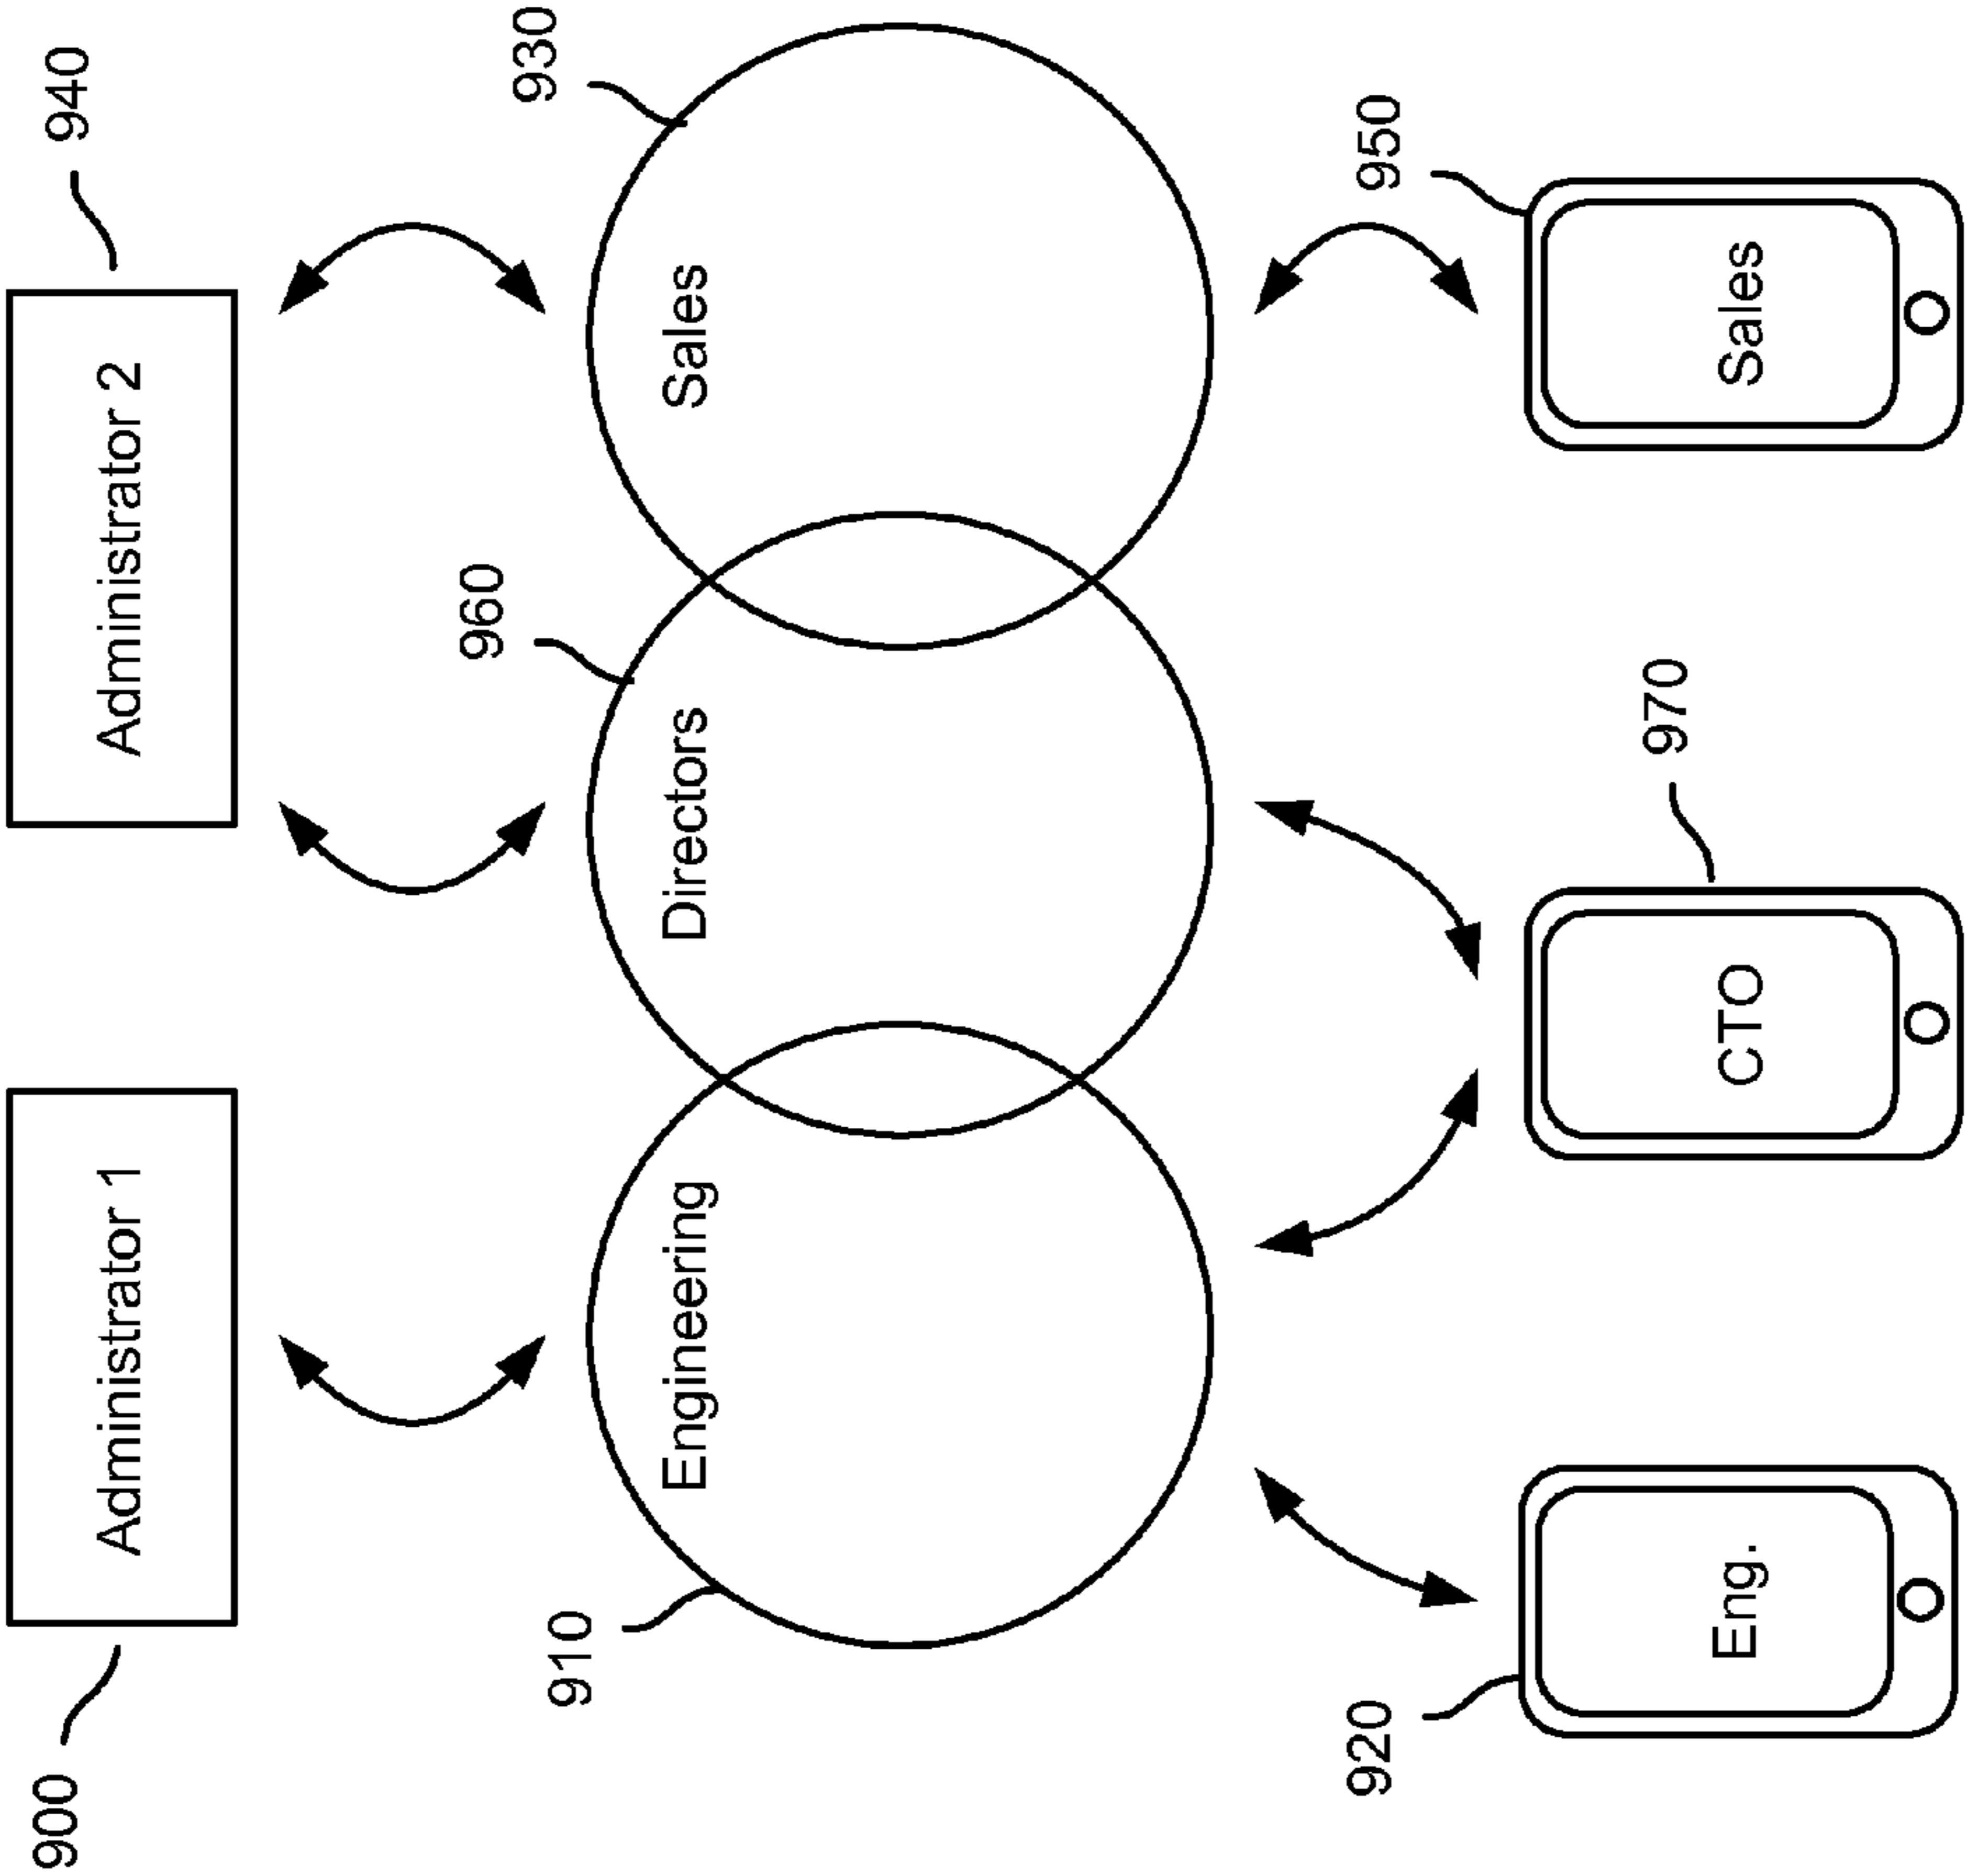 900
Administrator 1
Administrator 2
940
910
Engineering
Directors
960
Sales
930
920
Eng.
CTO
970
Sales
950